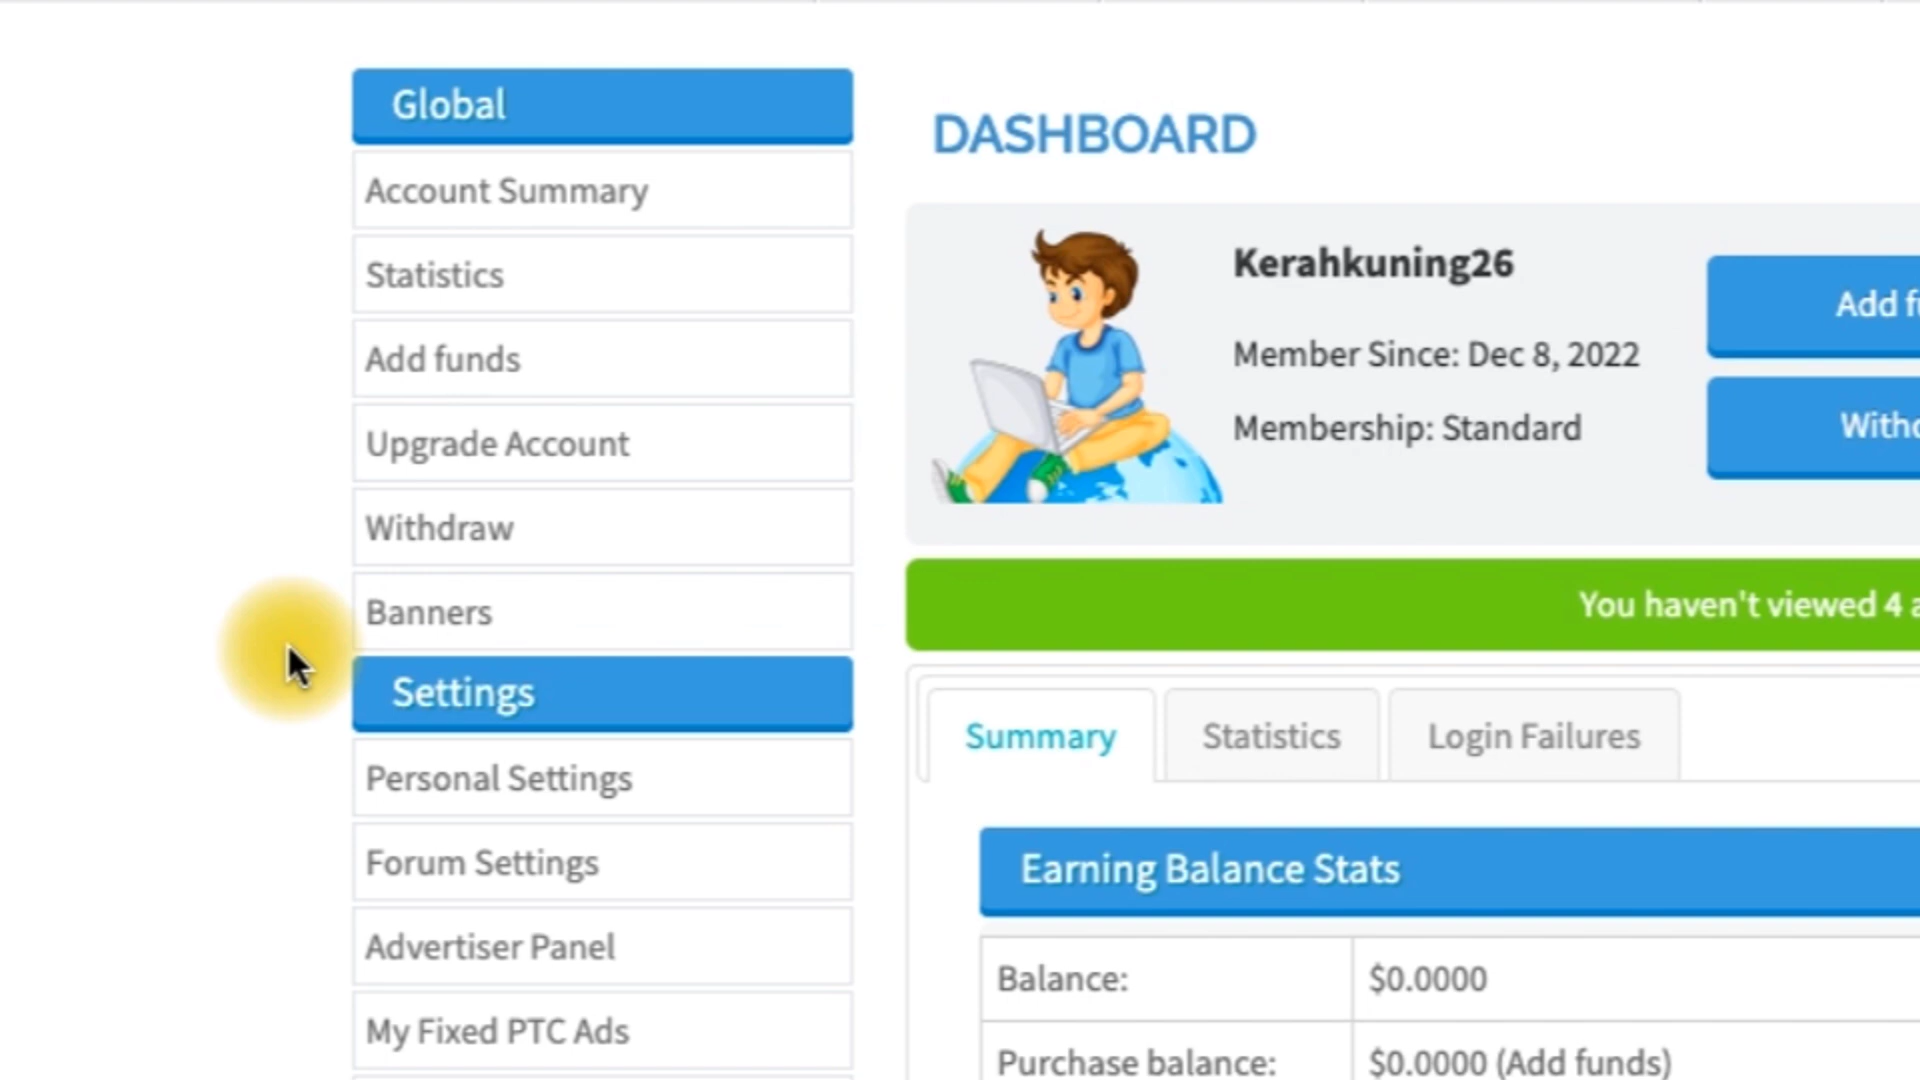 Global
Account Summary
Statistics
Add funds
Upgrade Account
Withdraw
Banners
Settings
Personal Settings
Forum Settings
Advertiser Panel
My Fixed PTC Ads
DASHBOARD
Kerahkuning26
Member Since: Dec 8, 2022
Membership: Standard
Add
You haven't viewed 4
Summary
Statistics
Login Failures
Earning Balance Stats
Balance: $0.0000
Purchase balance: $0.0000 (Add funds)